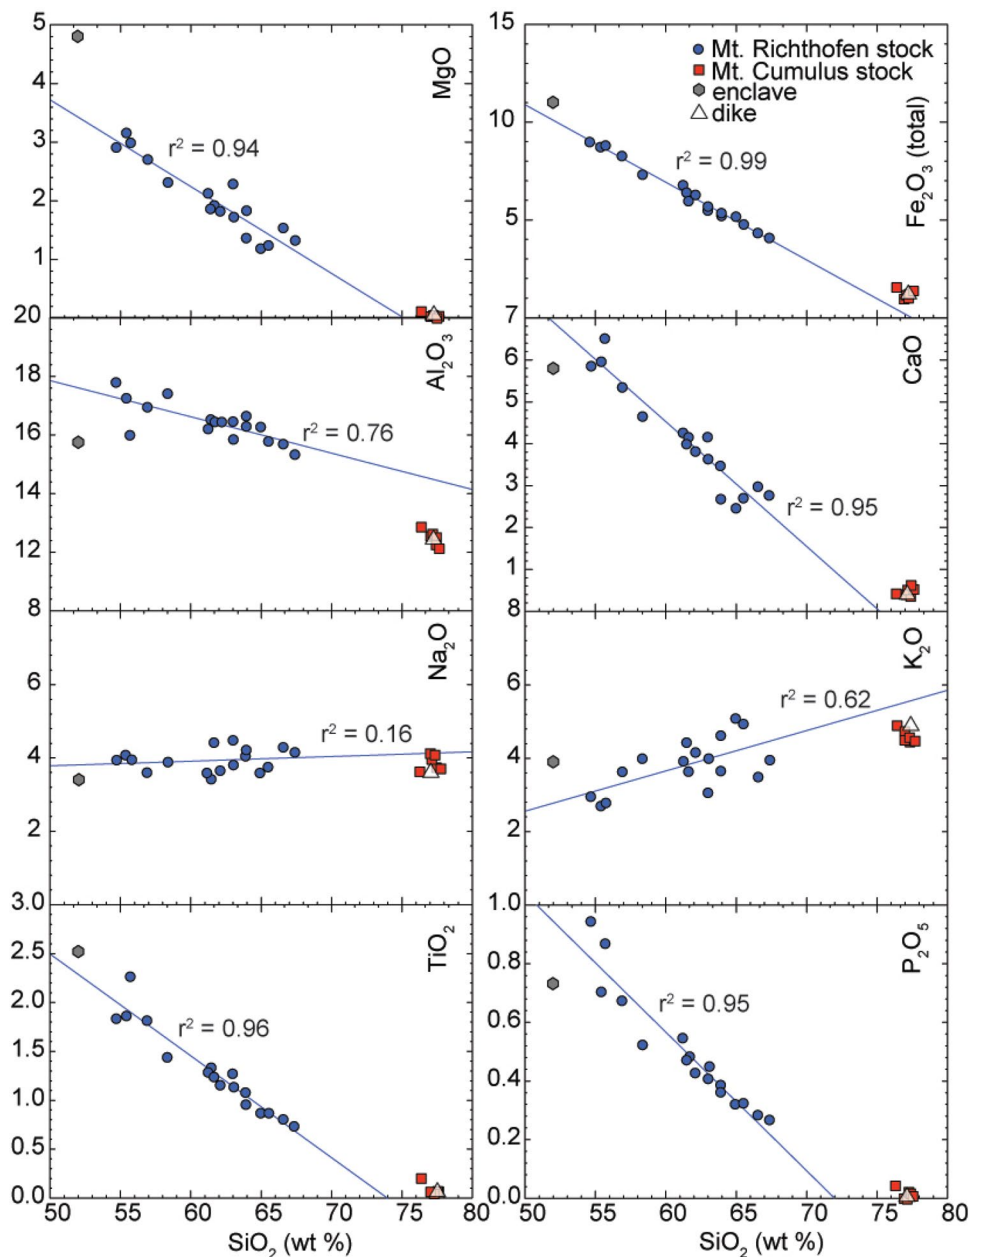 5
4
3
2
1
MgO
r² = 0.94
15
10
5
Mt. Richthofen stock
Mt. Cumulus stock
enclave
dike
Fe₂O₃ (total)
r² = 0.99
20
18
16
14
12
Al₂O₃
r² = 0.76
7
6
5
4
3
2
1
CaO
r² = 0.95
8
6
4
2
Na₂O
r² = 0.16
8
6
4
2
K₂O
r² = 0.62
3.0
2.5
2.0
1.5
1.0
0.5
0.0
TiO₂
r² = 0.96
1.0
0.8
0.6
0.4
0.2
0.0
P₂O₅
r² = 0.95
50 55 60 65 70 75 80
SiO₂ (wt %)
50 55 60 65 70 75 80
SiO₂ (wt %)